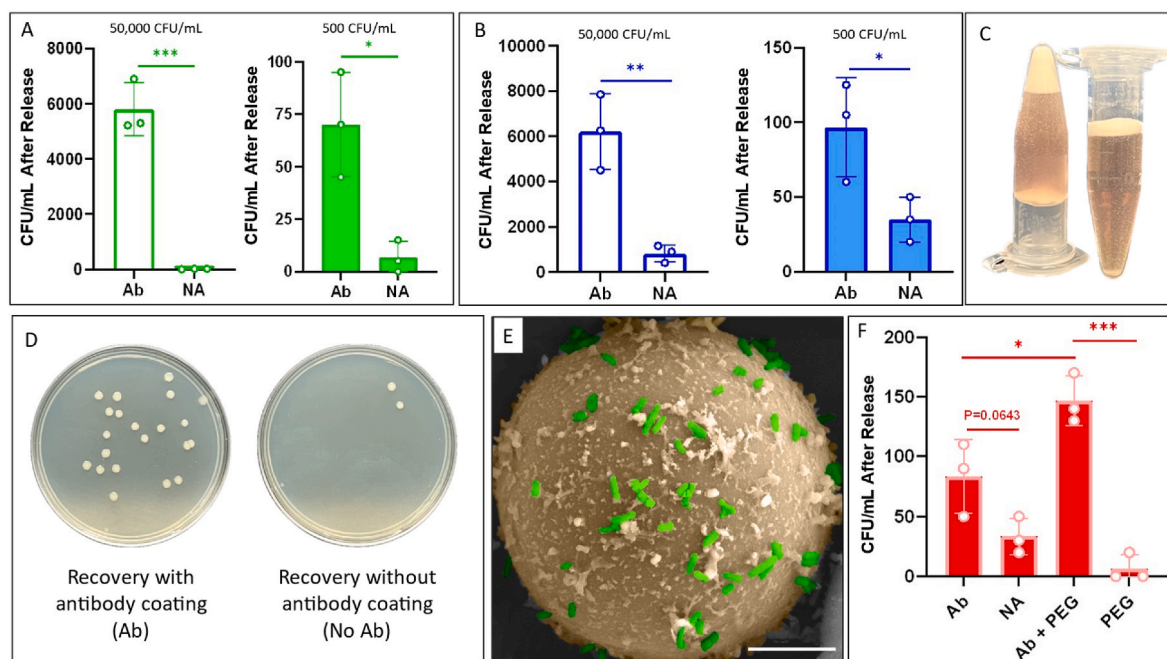 A
50,000 CFU/mL
500 CFU/mL
CFU/mL After Release
8000
6000
4000
2000
0
***
Ab
NA
CFU/mL After Release
100
75
50
25
0
*
Ab
NA
B
50,000 CFU/mL
500 CFU/mL
CFU/mL After Release
10000
8000
6000
4000
2000
0
**
Ab
NA
CFU/mL After Release
150
100
50
0
*
Ab
NA
C
D
Recovery with
antibody coating
(Ab)
Recovery without
antibody coating
(No Ab)
E
F
CFU/mL After Release
200
150
100
50
0
*
***
P=0.0643
Ab
NA
Ab + PEG
PEG